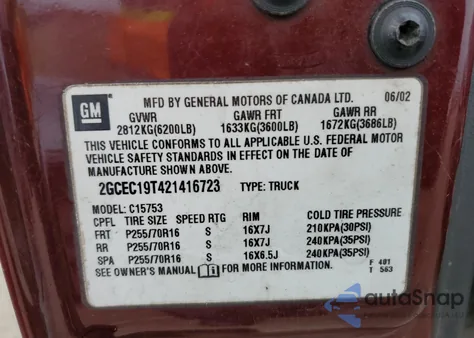 GM
MFD BY GENERAL MOTORS OF CANADA LTD. 06/02
GVWR GAWR FRT GAWR RR
2812KG(6200LB) 1633KG(3600LB) 1672KG(3686LB)
THIS VEHICLE CONFORMS TO ALL APPLICABLE U.S. FEDERAL MOTOR
VEHICLE SAFETY STANDARDS IN EFFECT ON THE DATE OF
MANUFACTURE SHOWN ABOVE.
2GCEC19T421416723 TYPE: TRUCK
MODEL: C15753
CPFL TIRE SIZE SPEED RTG RIM COLD TIRE PRESSURE
FRT P255/70R16 S 16X7J 210KPA(30PSI)
RR P255/70R16 S 16X7J 240KPA(35PSI)
SPA P255/70R16 S 16X6.5J 240KPA(35PSI)
SEE OWNER'S MANUAL FOR MORE INFORMATION. F 401
T 563
autoSnap